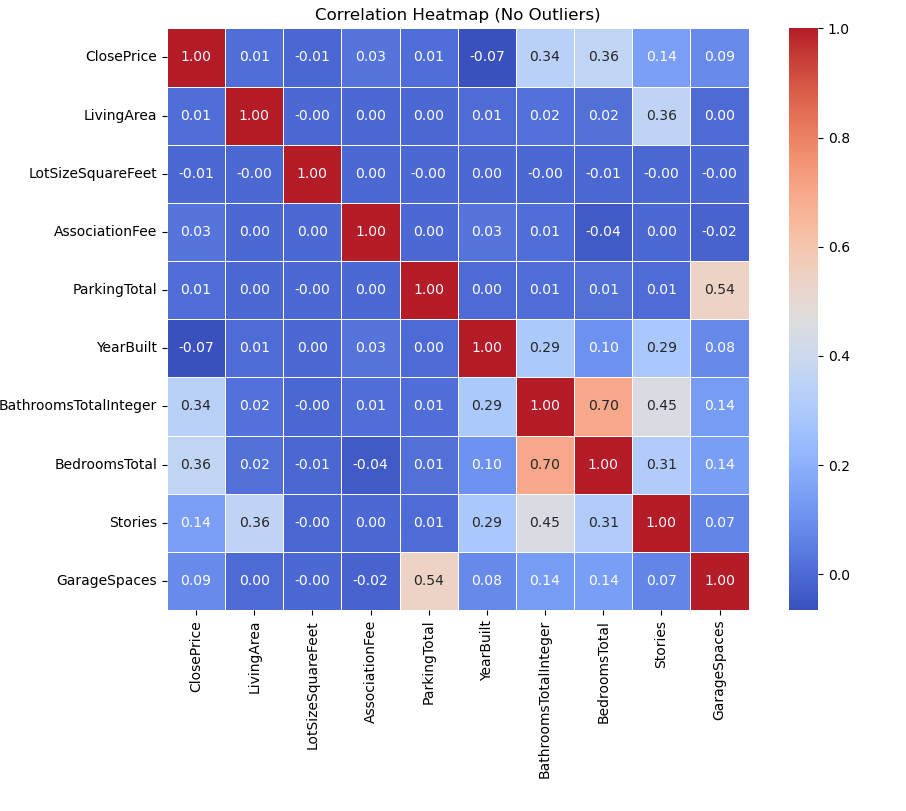 Correlation Heatmap (No Outliers)
ClosePrice 1.00 0.01 -0.01 0.03 0.01 -0.07 0.34 0.36 0.14 0.09
LivingArea 0.01 1.00 -0.00 0.00 0.00 0.01 0.02 0.02 0.36 0.00
LotSizeSquareFeet -0.01 -0.00 1.00 0.00 -0.00 0.00 -0.00 -0.01 -0.00 -0.00
AssociationFee 0.03 0.00 0.00 1.00 0.00 0.03 0.01 -0.04 0.00 -0.02
ParkingTotal 0.01 0.00 -0.00 0.00 1.00 0.00 0.01 0.01 0.01 0.54
YearBuilt -0.07 0.01 0.00 0.03 0.00 1.00 0.29 0.10 0.29 0.08
BathroomsTotalInteger 0.34 0.02 -0.00 0.01 0.01 0.29 1.00 0.70 0.45 0.14
BedroomsTotal 0.36 0.02 -0.01 -0.04 0.01 0.10 0.70 1.00 0.31 0.14
Stories 0.14 0.36 -0.00 0.00 0.01 0.29 0.45 0.31 1.00 0.07
GarageSpaces 0.09 0.00 -0.00 -0.02 0.54 0.08 0.14 0.14 0.07 1.00
ClosePrice
LivingArea
LotSizeSquareFeet
AssociationFee
ParkingTotal
YearBuilt
BathroomsTotalInteger
BedroomsTotal
Stories
GarageSpaces
1.0
0.8
0.6
0.4
0.2
0.0